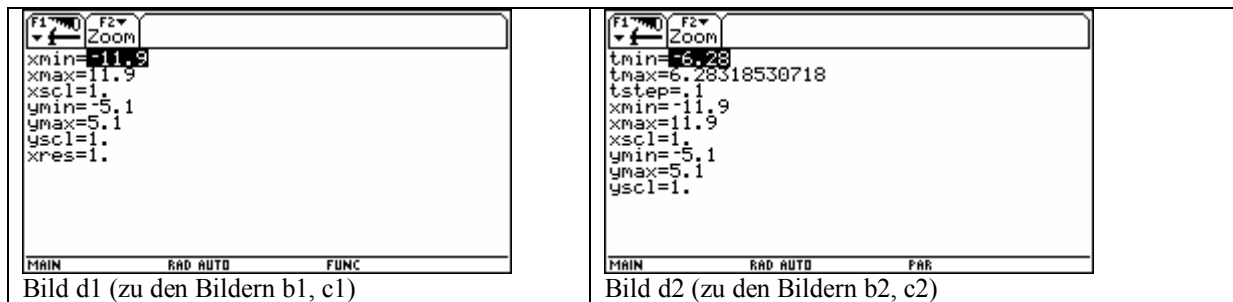 F1 F2▼
Zoom
xmin=-11.9
xmax=11.9
xscl=1.
ymin=-5.1
ymax=5.1
yscl=1.
xres=1.
MAIN RAD AUTO FUNC
Bild d1 (zu den Bildern b1, c1)
F1 F2▼
Zoom
tmin=-6.28
tmax=6.28318530718
tstep=.1
xmin=-11.9
xmax=11.9
xscl=1.
ymin=-5.1
ymax=5.1
yscl=1.
MAIN RAD AUTO PAR
Bild d2 (zu den Bildern b2, c2)